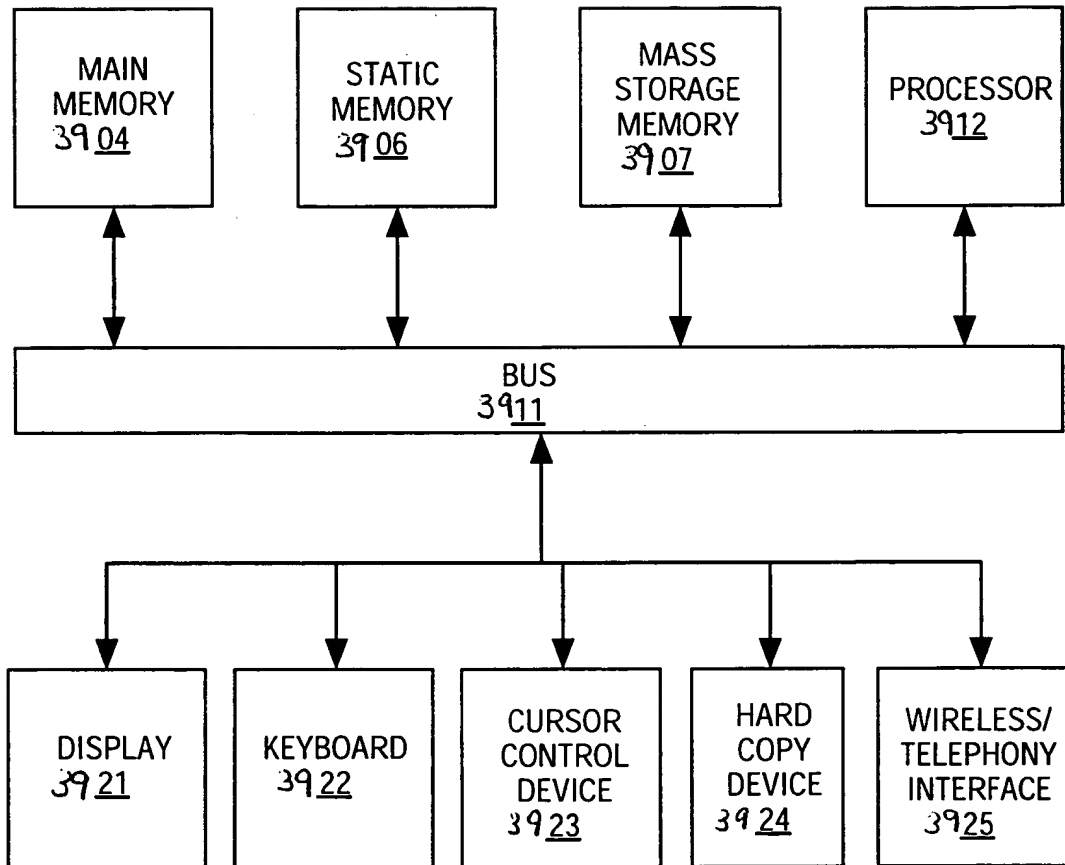 MAIN
MEMORY
3904
STATIC
MEMORY
3906
MASS
STORAGE
MEMORY
3907
PROCESSOR
3912
BUS
3911
DISPLAY
3921
KEYBOARD
3922
CURSOR
CONTROL
DEVICE
3923
HARD
COPY
DEVICE
3924
WIRELESS/
TELEPHONY
INTERFACE
3925